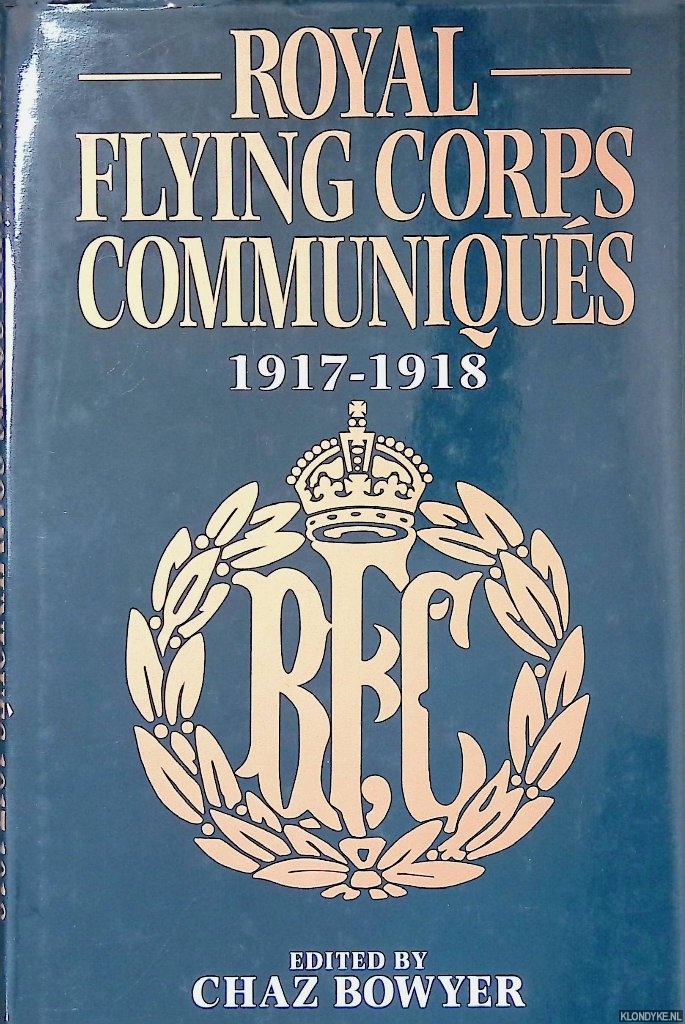 ROYAL
FLYING CORPS
COMMUNIQUÉS
1917-1918
RFC
EDITED BY
CHAZ BOWYER
KLONDYKE.NL